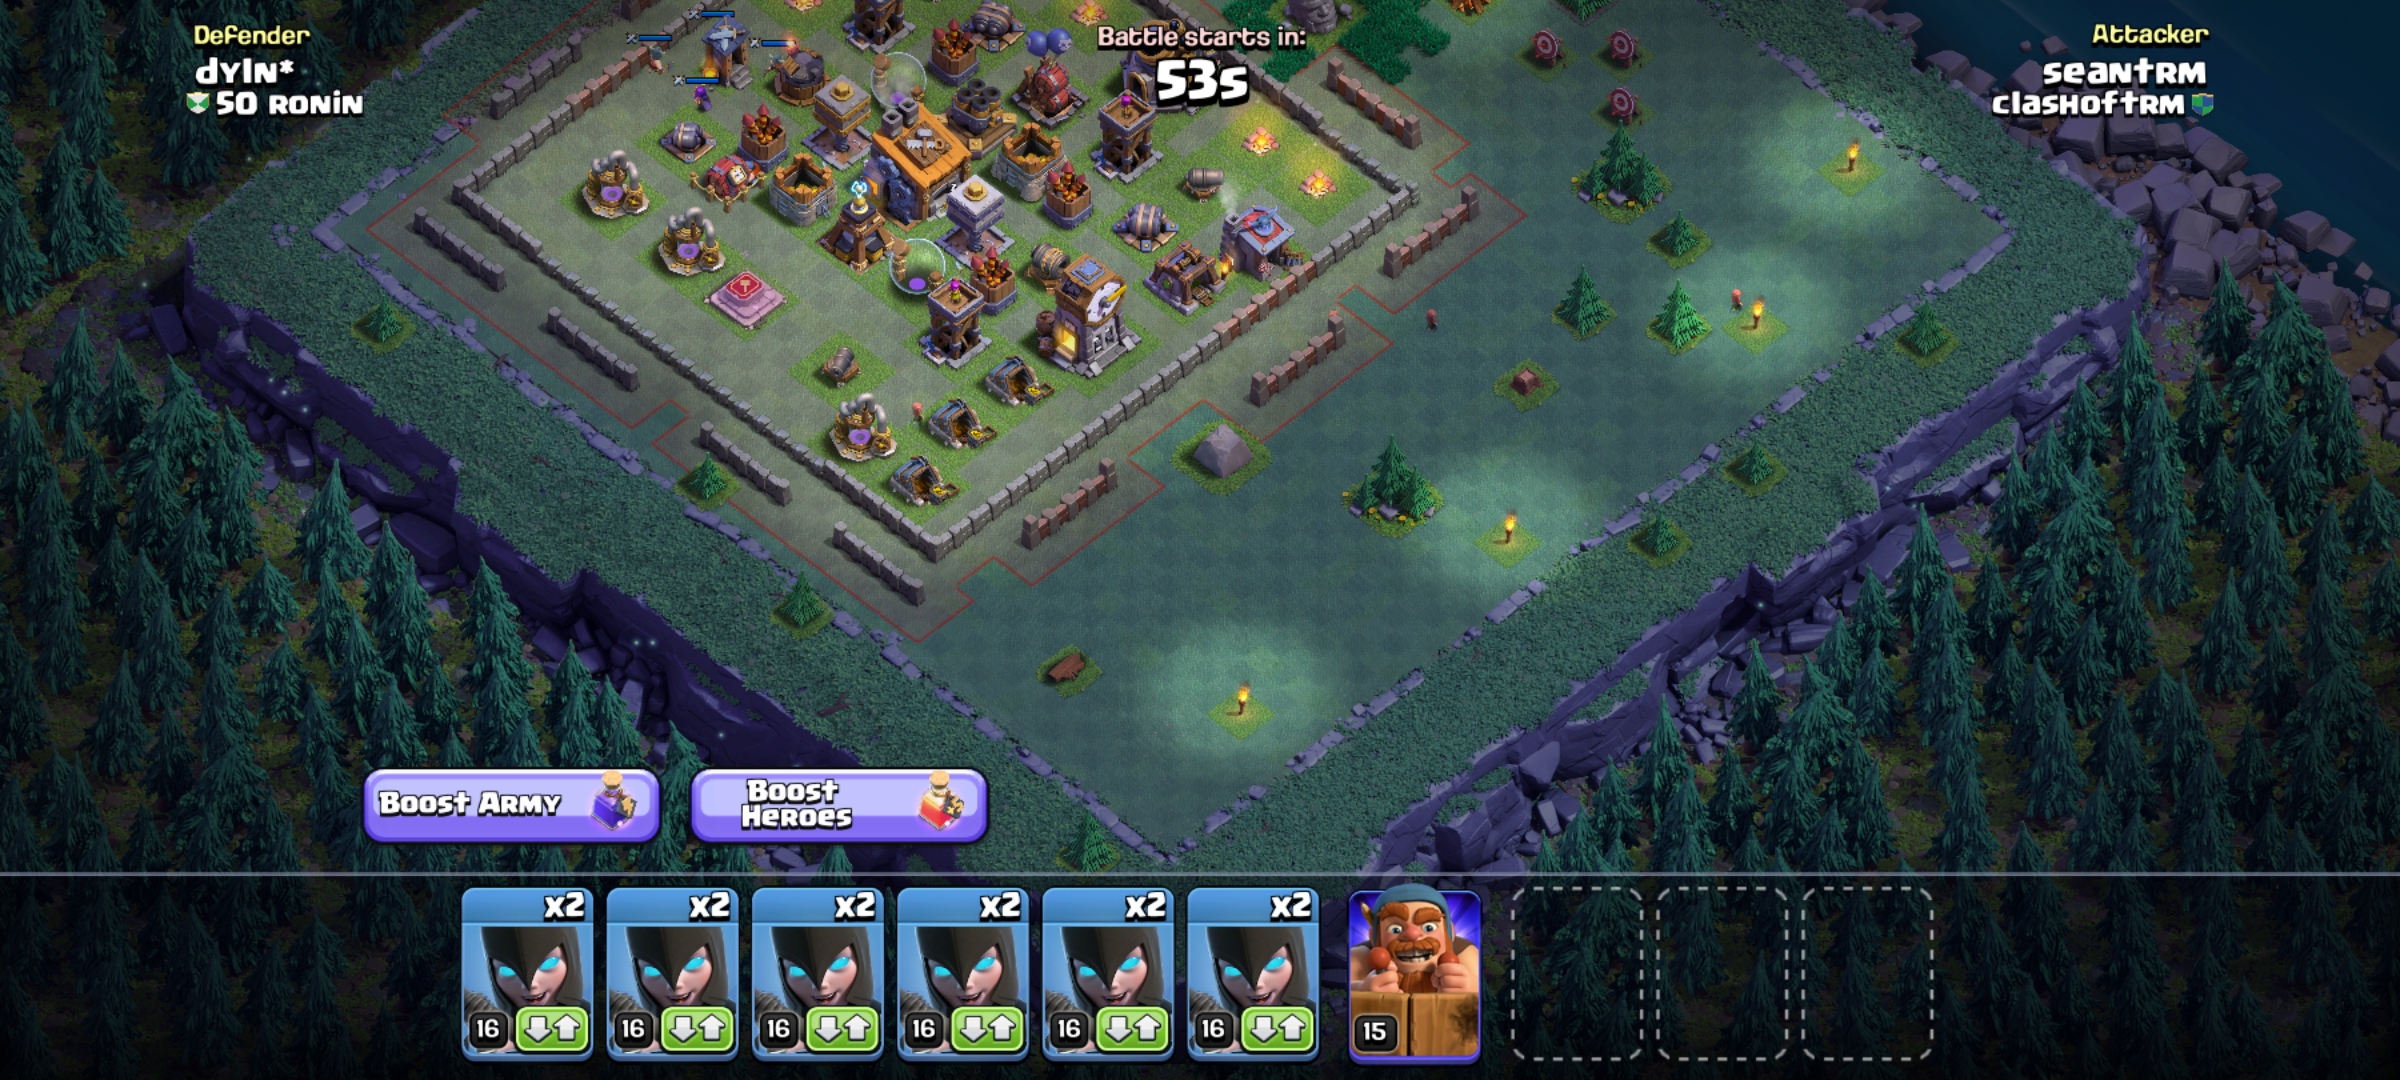 Defender
dyln*
50 RONIN
Battle starts in:
53s
Attacker
seantRM
clashoftRM
Boost Army
Boost
Heroes
x2
x2
x2
x2
x2
x2
16
16
16
16
16
16
15